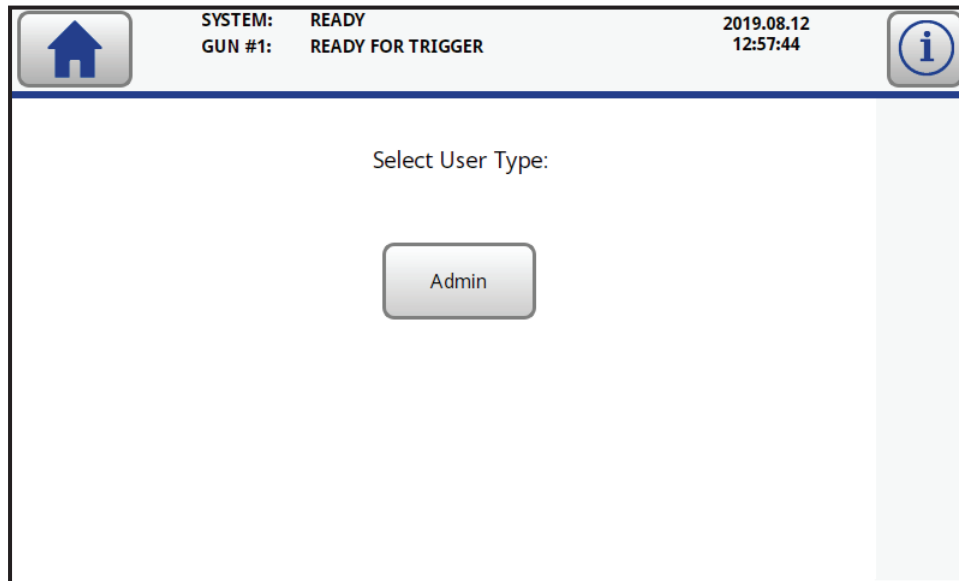 SYSTEM: READY
GUN #1: READY FOR TRIGGER
2019.08.12
12:57:44
i
Select User Type:
Admin